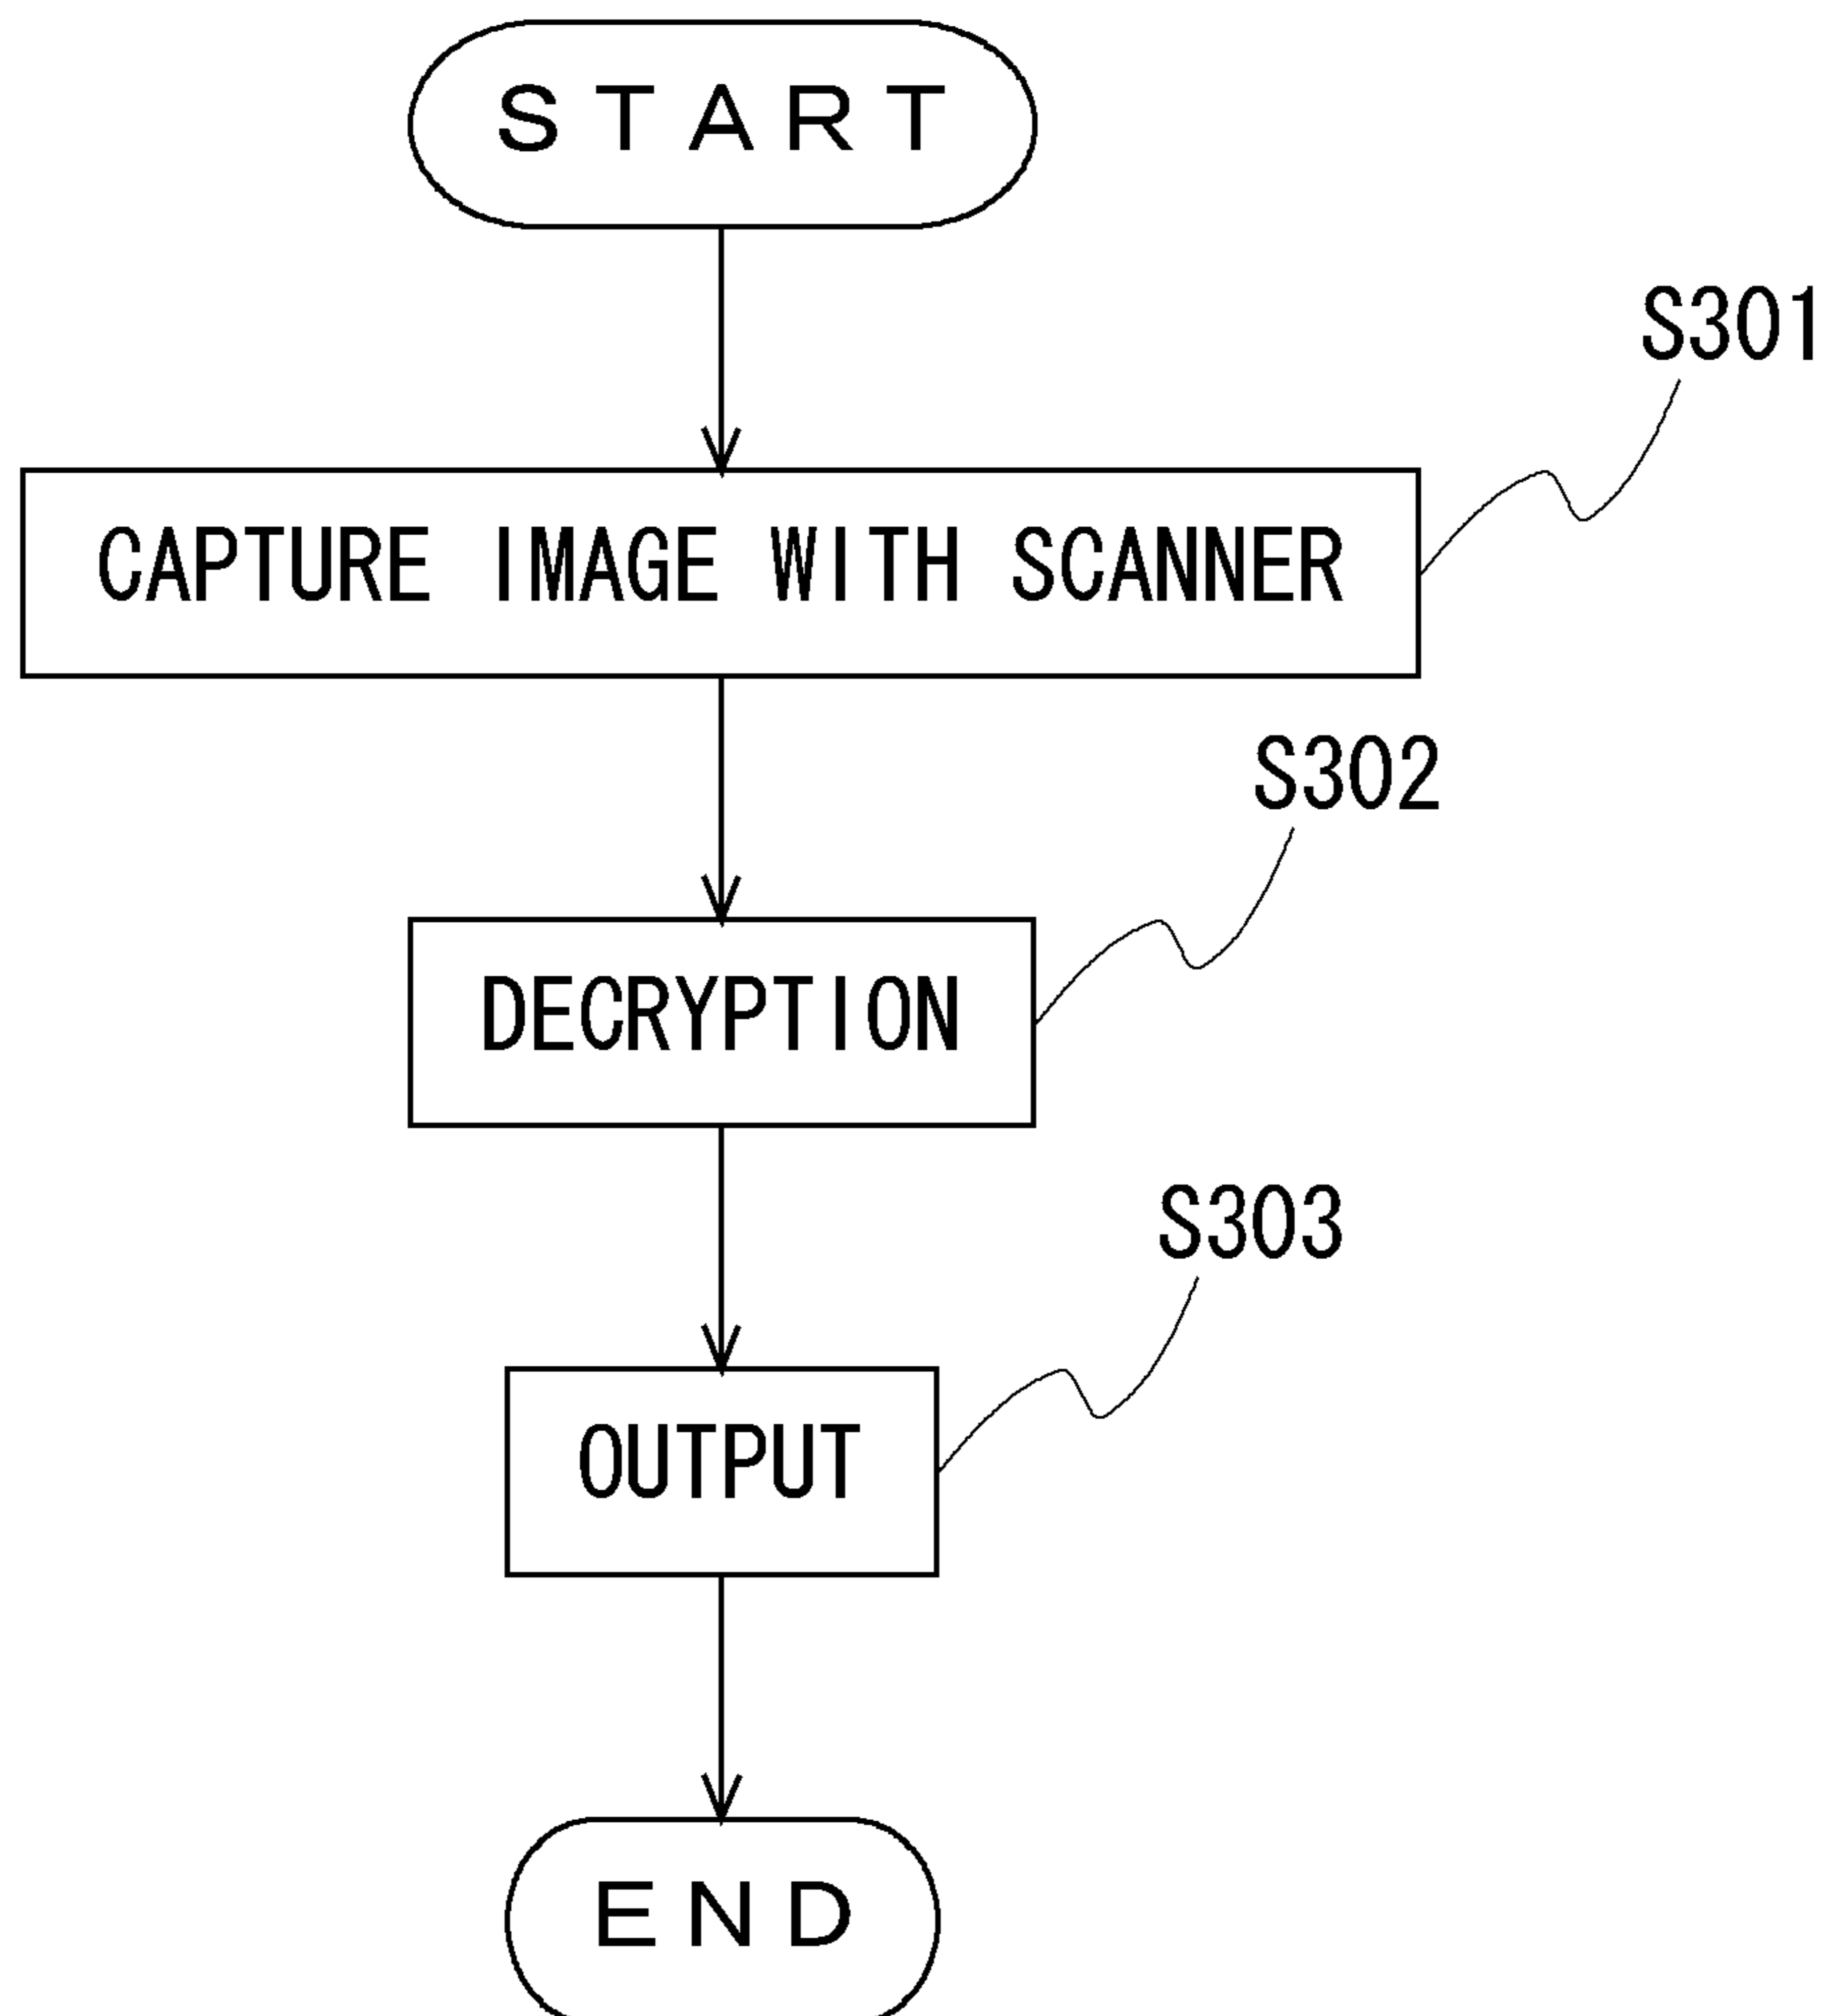 START
S301
CAPTURE IMAGE WITH SCANNER
S302
DECRYPTION
S303
OUTPUT
END